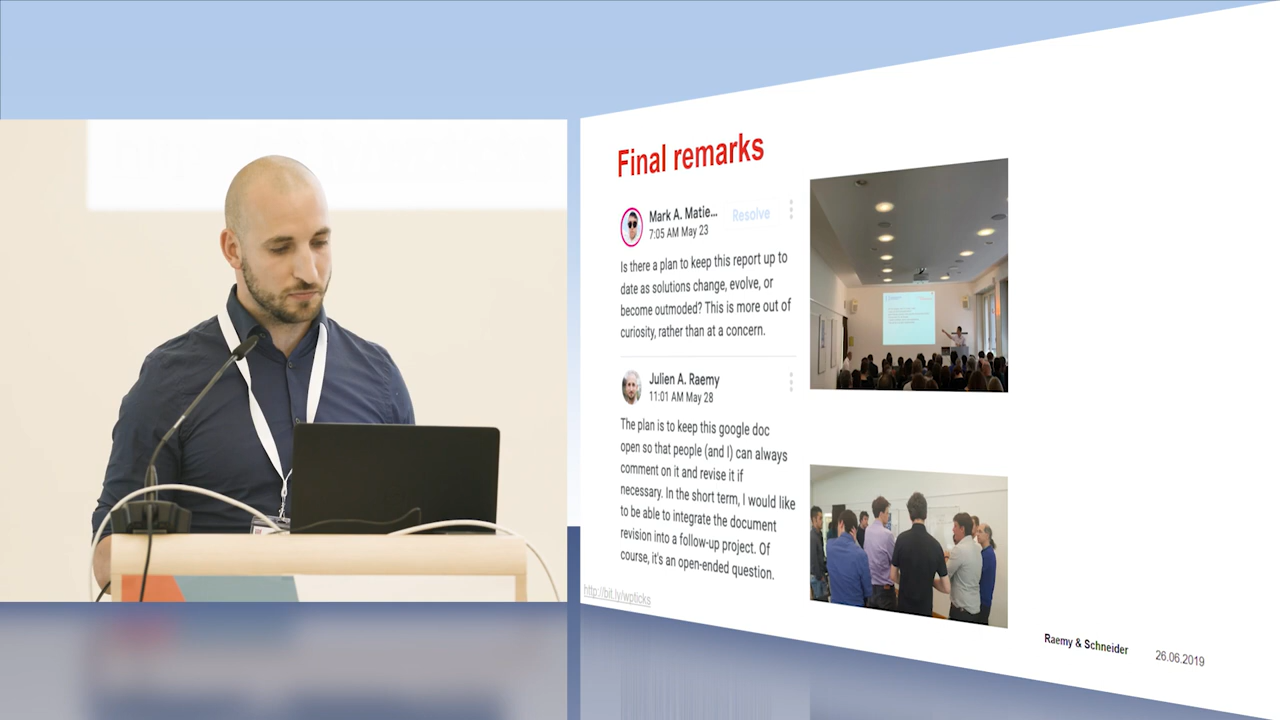 Final remarks
Mark A. Matie...
Resolve
7:05 AM May 23
Is there a plan to keep this report up to
date as solutions change, evolve, or
become outmoded? This is more out of
curiosity, rather than at a concern.
Julien A. Raemy
11:01 AM May 28
The plan is to keep this google doc
open so that people (and I) can always
comment on it and revise it if
necessary. In the short term, I would like
to be able to integrate the document
revision into a follow-up project. Of
course, it's an open-ended question.
http://bit.ly/wpticks
Raemy & Schneider
26.06.2019